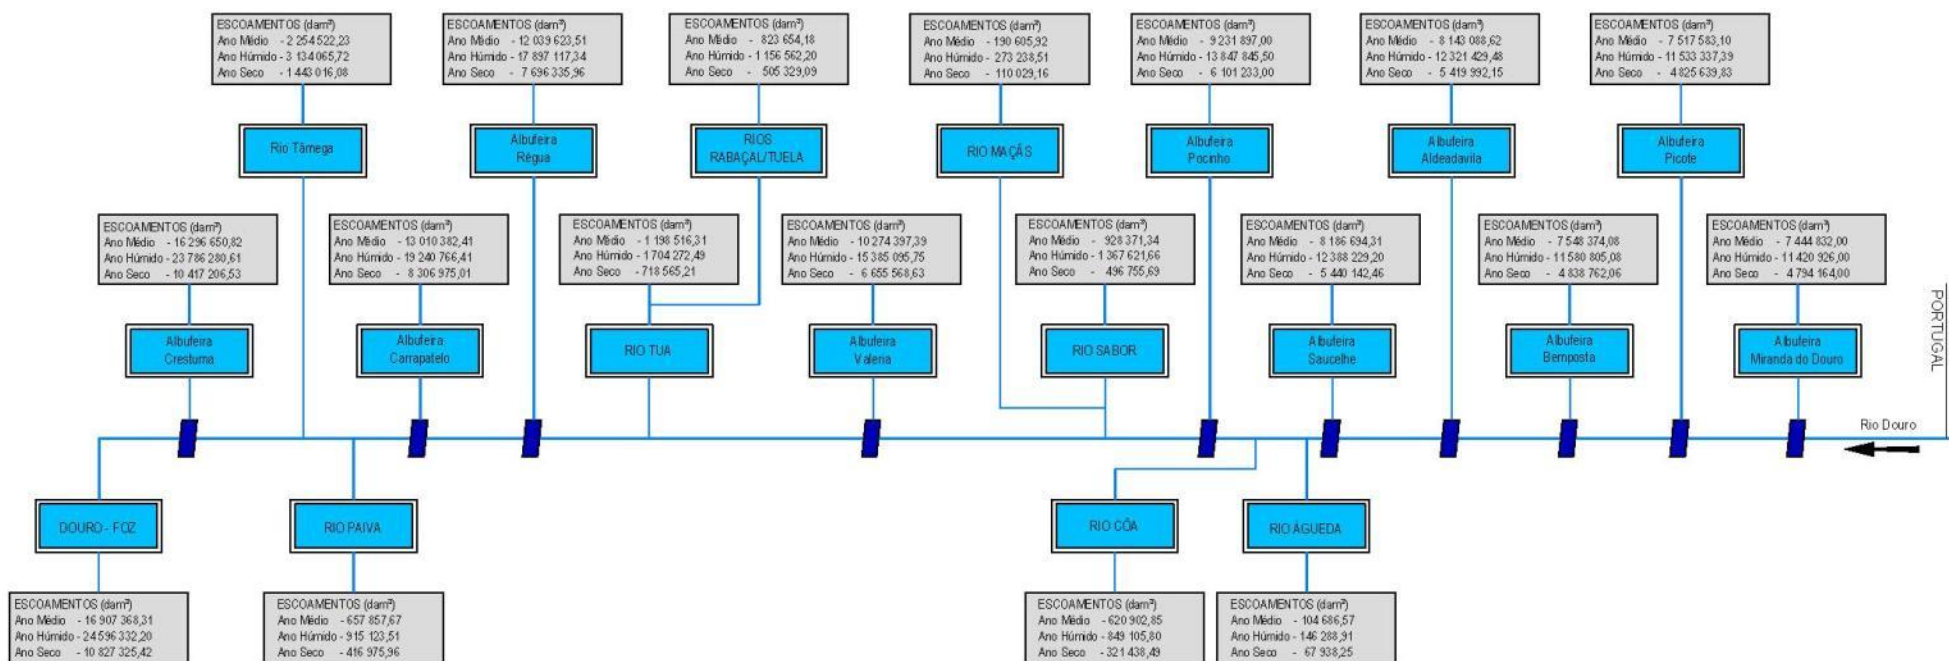 ESCOAMENTOS (dam³)
Ano Médio - 2 254 522,23
Ano Húmido - 3 134 065,72
Ano Seco - 1 443 016,08
ESCOAMENTOS (dam³)
Ano Médio - 12 039 623,51
Ano Húmido - 17 897 117,34
Ano Seco - 7 696 335,96
ESCOAMENTOS (dam³)
Ano Médio - 823 654,18
Ano Húmido - 1 156 562,20
Ano Seco - 505 329,09
ESCOAMENTOS (dam³)
Ano Médio - 190 605,92
Ano Húmido - 273 238,51
Ano Seco - 110 029,16
ESCOAMENTOS (dam³)
Ano Médio - 9 231 897,00
Ano Húmido - 13 847 845,50
Ano Seco - 6 101 233,00
ESCOAMENTOS (dam³)
Ano Médio - 8 143 088,62
Ano Húmido - 12 321 429,48
Ano Seco - 5 419 992,15
ESCOAMENTOS (dam³)
Ano Médio - 7 517 583,10
Ano Húmido - 11 533 337,39
Ano Seco - 4 825 639,83
Rio Tâmega
Albufeira
Régua
RIOS
RABAÇAL/TUELA
RIO MAÇÃS
Albufeira
Pocinho
Albufeira
Aldeadavila
Albufeira
Picote
ESCOAMENTOS (dam³)
Ano Médio - 16 296 650,82
Ano Húmido - 23 786 280,61
Ano Seco - 10 417 206,53
ESCOAMENTOS (dam³)
Ano Médio - 13 010 382,41
Ano Húmido - 19 240 766,41
Ano Seco - 8 306 975,01
ESCOAMENTOS (dam³)
Ano Médio - 1 198 516,31
Ano Húmido - 1 704 272,49
Ano Seco - 718 565,21
ESCOAMENTOS (dam³)
Ano Médio - 10 274 397,39
Ano Húmido - 15 385 095,75
Ano Seco - 6 655 568,63
ESCOAMENTOS (dam³)
Ano Médio - 928 371,34
Ano Húmido - 1 367 621,66
Ano Seco - 496 755,69
ESCOAMENTOS (dam³)
Ano Médio - 8 186 694,31
Ano Húmido - 12 388 229,20
Ano Seco - 5 440 142,46
ESCOAMENTOS (dam³)
Ano Médio - 7 548 374,08
Ano Húmido - 11 580 805,08
Ano Seco - 4 838 762,06
ESCOAMENTOS (dam³)
Ano Médio - 7 444 832,00
Ano Húmido - 11 420 926,00
Ano Seco - 4 794 164,00
PORTUGAL
Albufeira
Crestuma
Albufeira
Carrapatelo
RIO TUA
Albufeira
Valeria
RIO SABOR
Albufeira
Saucelhe
Albufeira
Bemposta
Albufeira
Miranda do Douro
Rio Douro
DOURO - FOZ
RIO PAIVA
RIO CÔA
RIO ÁGUEDA
ESCOAMENTOS (dam³)
Ano Médio - 16 907 368,31
Ano Húmido - 24 596 332,20
Ano Seco - 10 827 325,42
ESCOAMENTOS (dam³)
Ano Médio - 657 857,67
Ano Húmido - 915 123,51
Ano Seco - 416 975,96
ESCOAMENTOS (dam³)
Ano Médio - 620 902,85
Ano Húmido - 849 105,80
Ano Seco - 321 438,49
ESCOAMENTOS (dam³)
Ano Médio - 104 686,57
Ano Húmido - 146 288,91
Ano Seco - 67 938,25